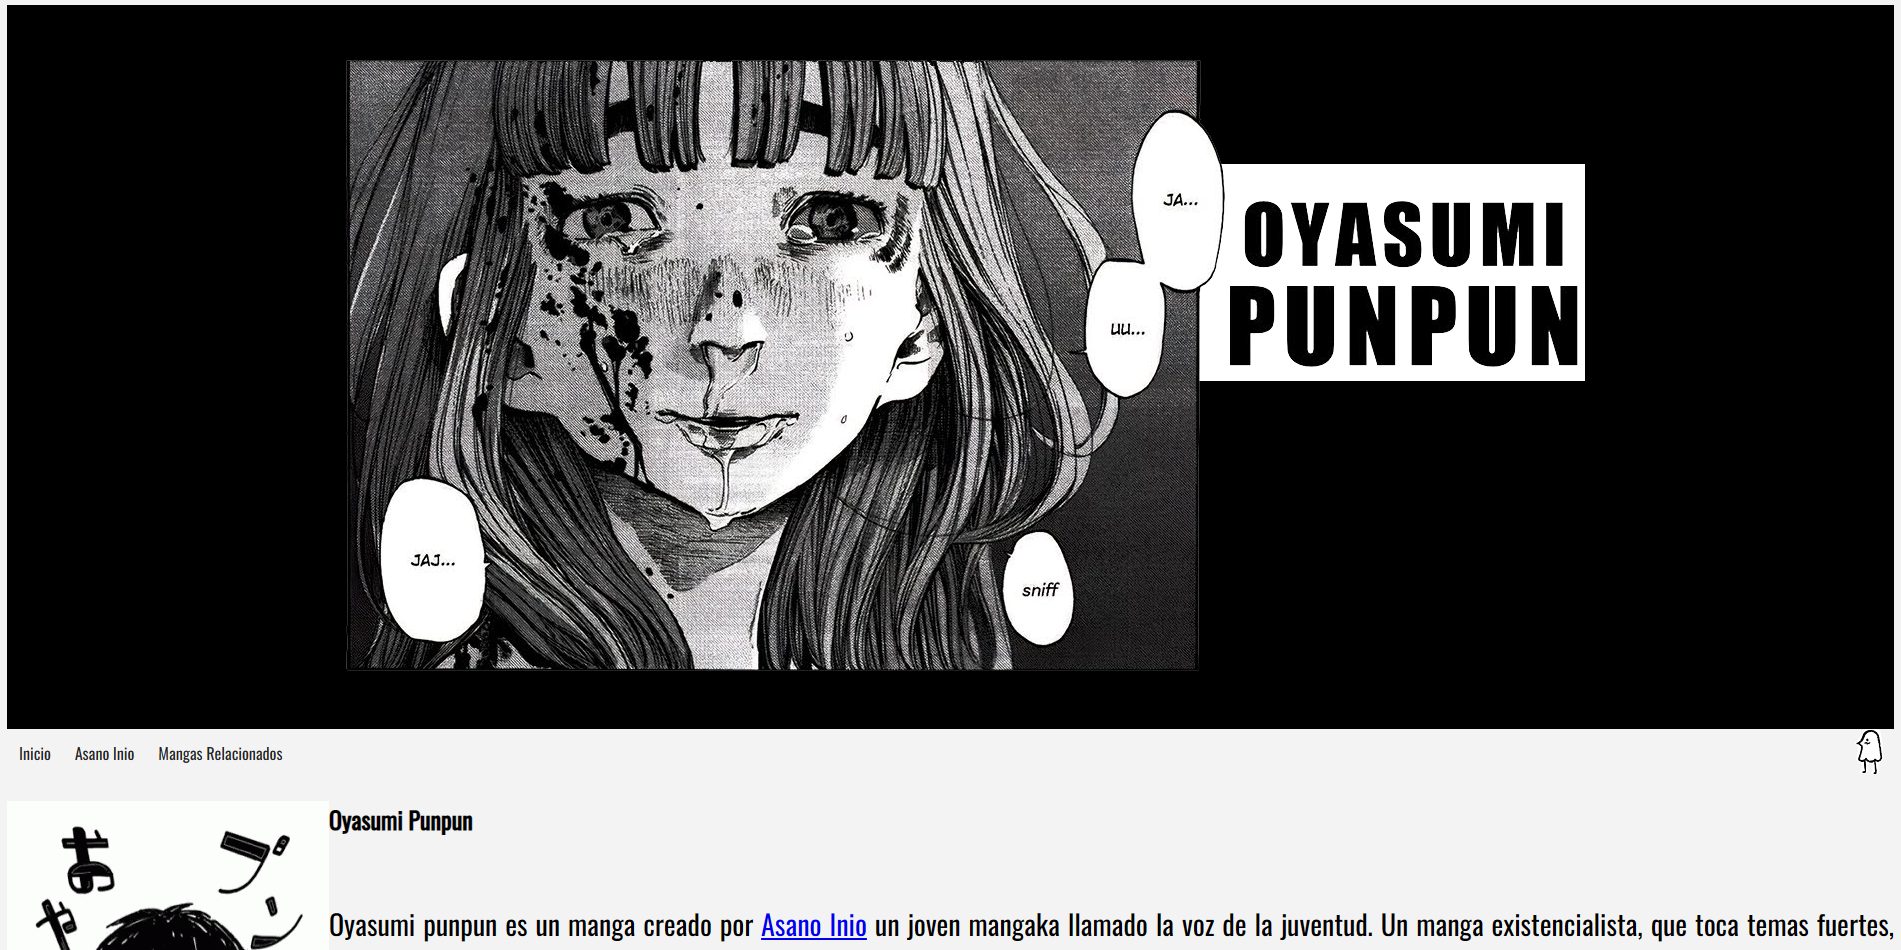 JA...
OYASUMI
PUNPUN
UU...
JAJ...
sniff
Inicio Asano Inio Mangas Relacionados
お プン
や
Oyasumi Punpun
Oyasumi punpun es un manga creado por Asano Inio un joven mangaka llamado la voz de la juventud. Un manga existencialista, que toca temas fuertes,